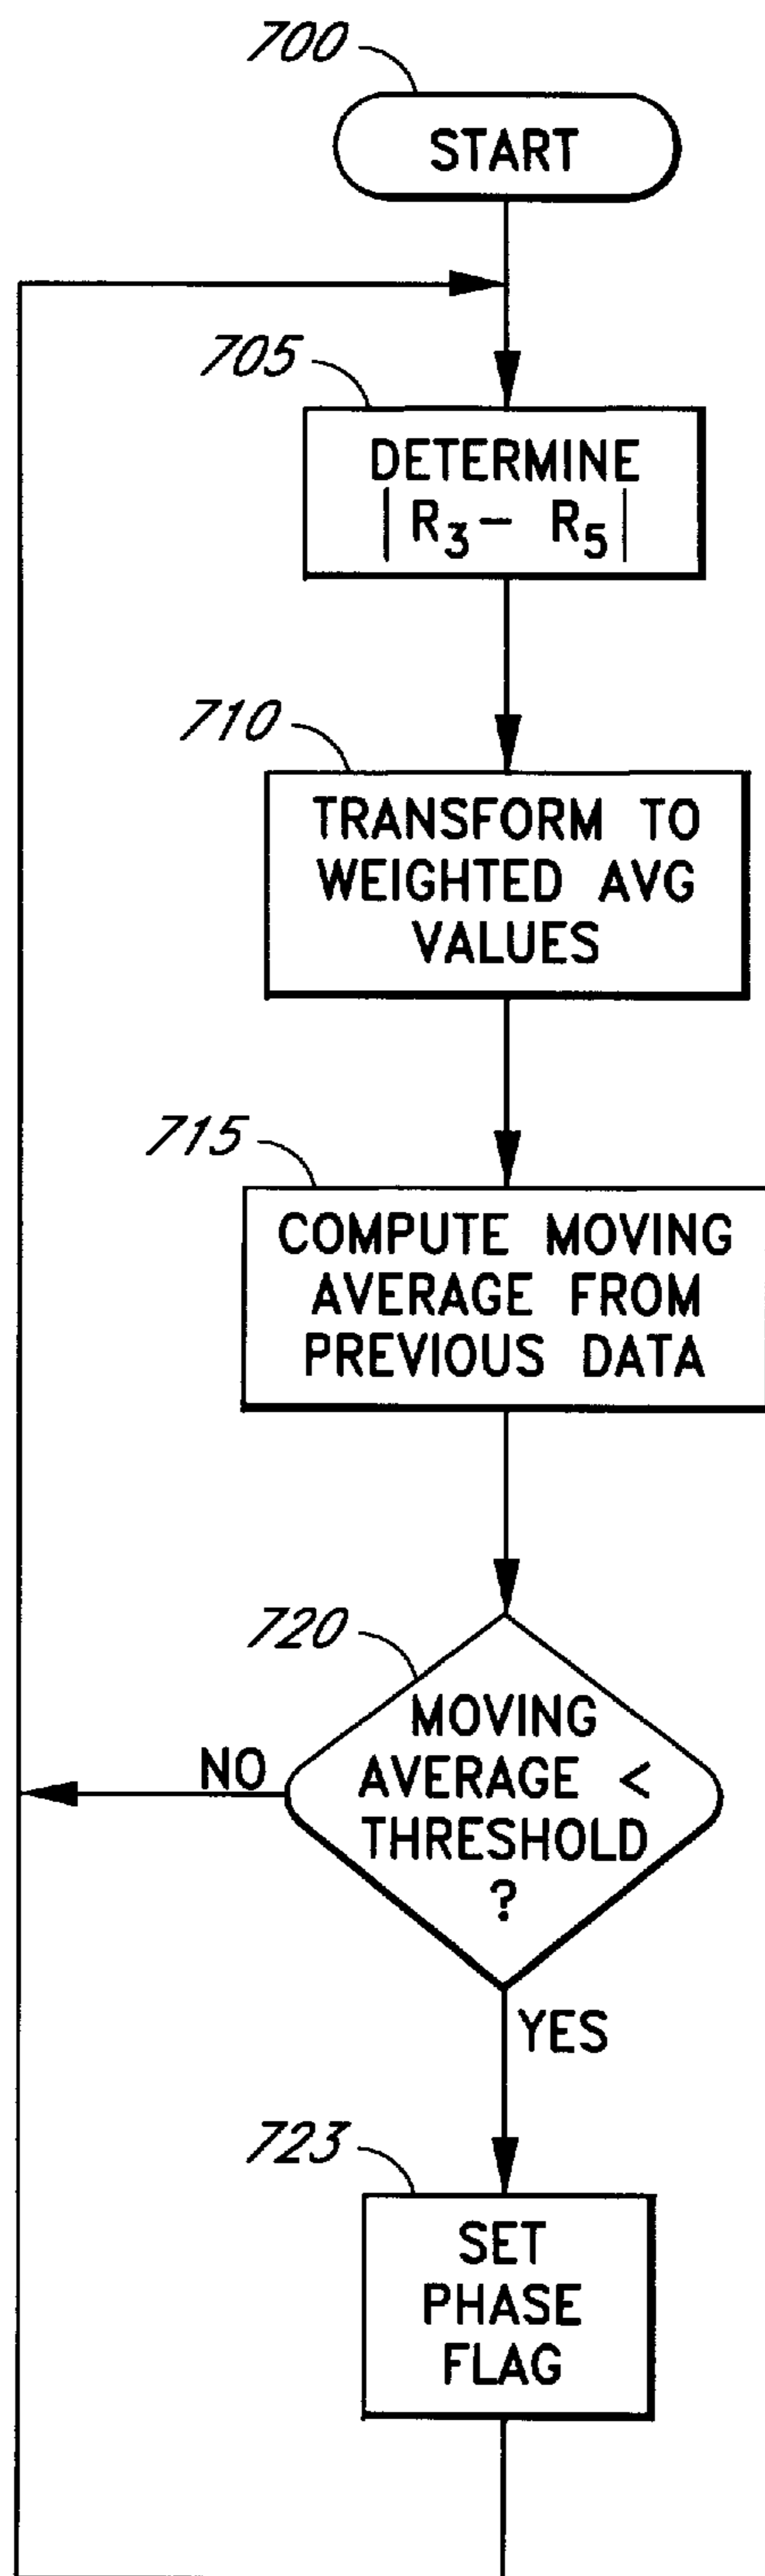 700
START
705
DETERMINE
| R₃ - R₅ |
710
TRANSFORM TO
WEIGHTED AVG
VALUES
715
COMPUTE MOVING
AVERAGE FROM
PREVIOUS DATA
720
MOVING
AVERAGE <
THRESHOLD
?
NO
YES
723
SET
PHASE
FLAG